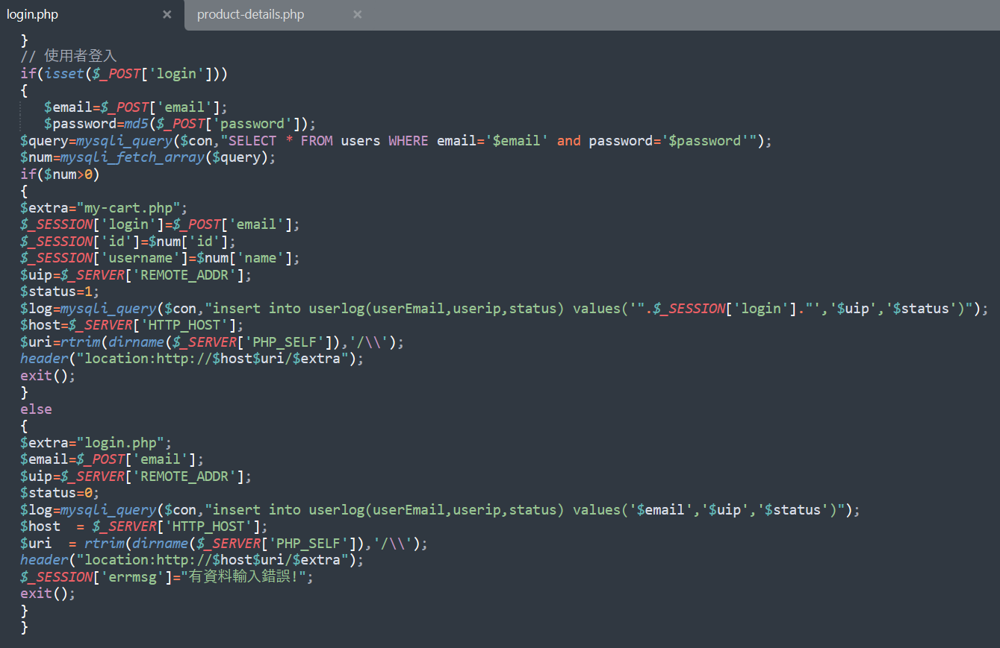 login.php × product-details.php ×
}
// 使用者登入
if(isset($_POST['login']))
{
   $email=$_POST['email'];
   $password=md5($_POST['password']);
$query=mysqli_query($con,"SELECT * FROM users WHERE email='$email' and password='$password'");
$num=mysqli_fetch_array($query);
if($num>0)
{
$extra="my-cart.php";
$_SESSION['login']=$_POST['email'];
$_SESSION['id']=$num['id'];
$_SESSION['username']=$num['name'];
$uip=$_SERVER['REMOTE_ADDR'];
$status=1;
$log=mysqli_query($con,"insert into userlog(userEmail,userip,status) values('".$_SESSION['login']."','$uip','$status')");
$host=$_SERVER['HTTP_HOST'];
$uri=rtrim(dirname($_SERVER['PHP_SELF']),'/\\');
header("location:http://$host$uri/$extra");
exit();
}
else
{
$extra="login.php";
$email=$_POST['email'];
$uip=$_SERVER['REMOTE_ADDR'];
$status=0;
$log=mysqli_query($con,"insert into userlog(userEmail,userip,status) values('$email','$uip','$status')");
$host  = $_SERVER['HTTP_HOST'];
$uri  = rtrim(dirname($_SERVER['PHP_SELF']),'/\\');
header("location:http://$host$uri/$extra");
$_SESSION['errmsg']="有資料輸入錯誤!";
exit();
}
}